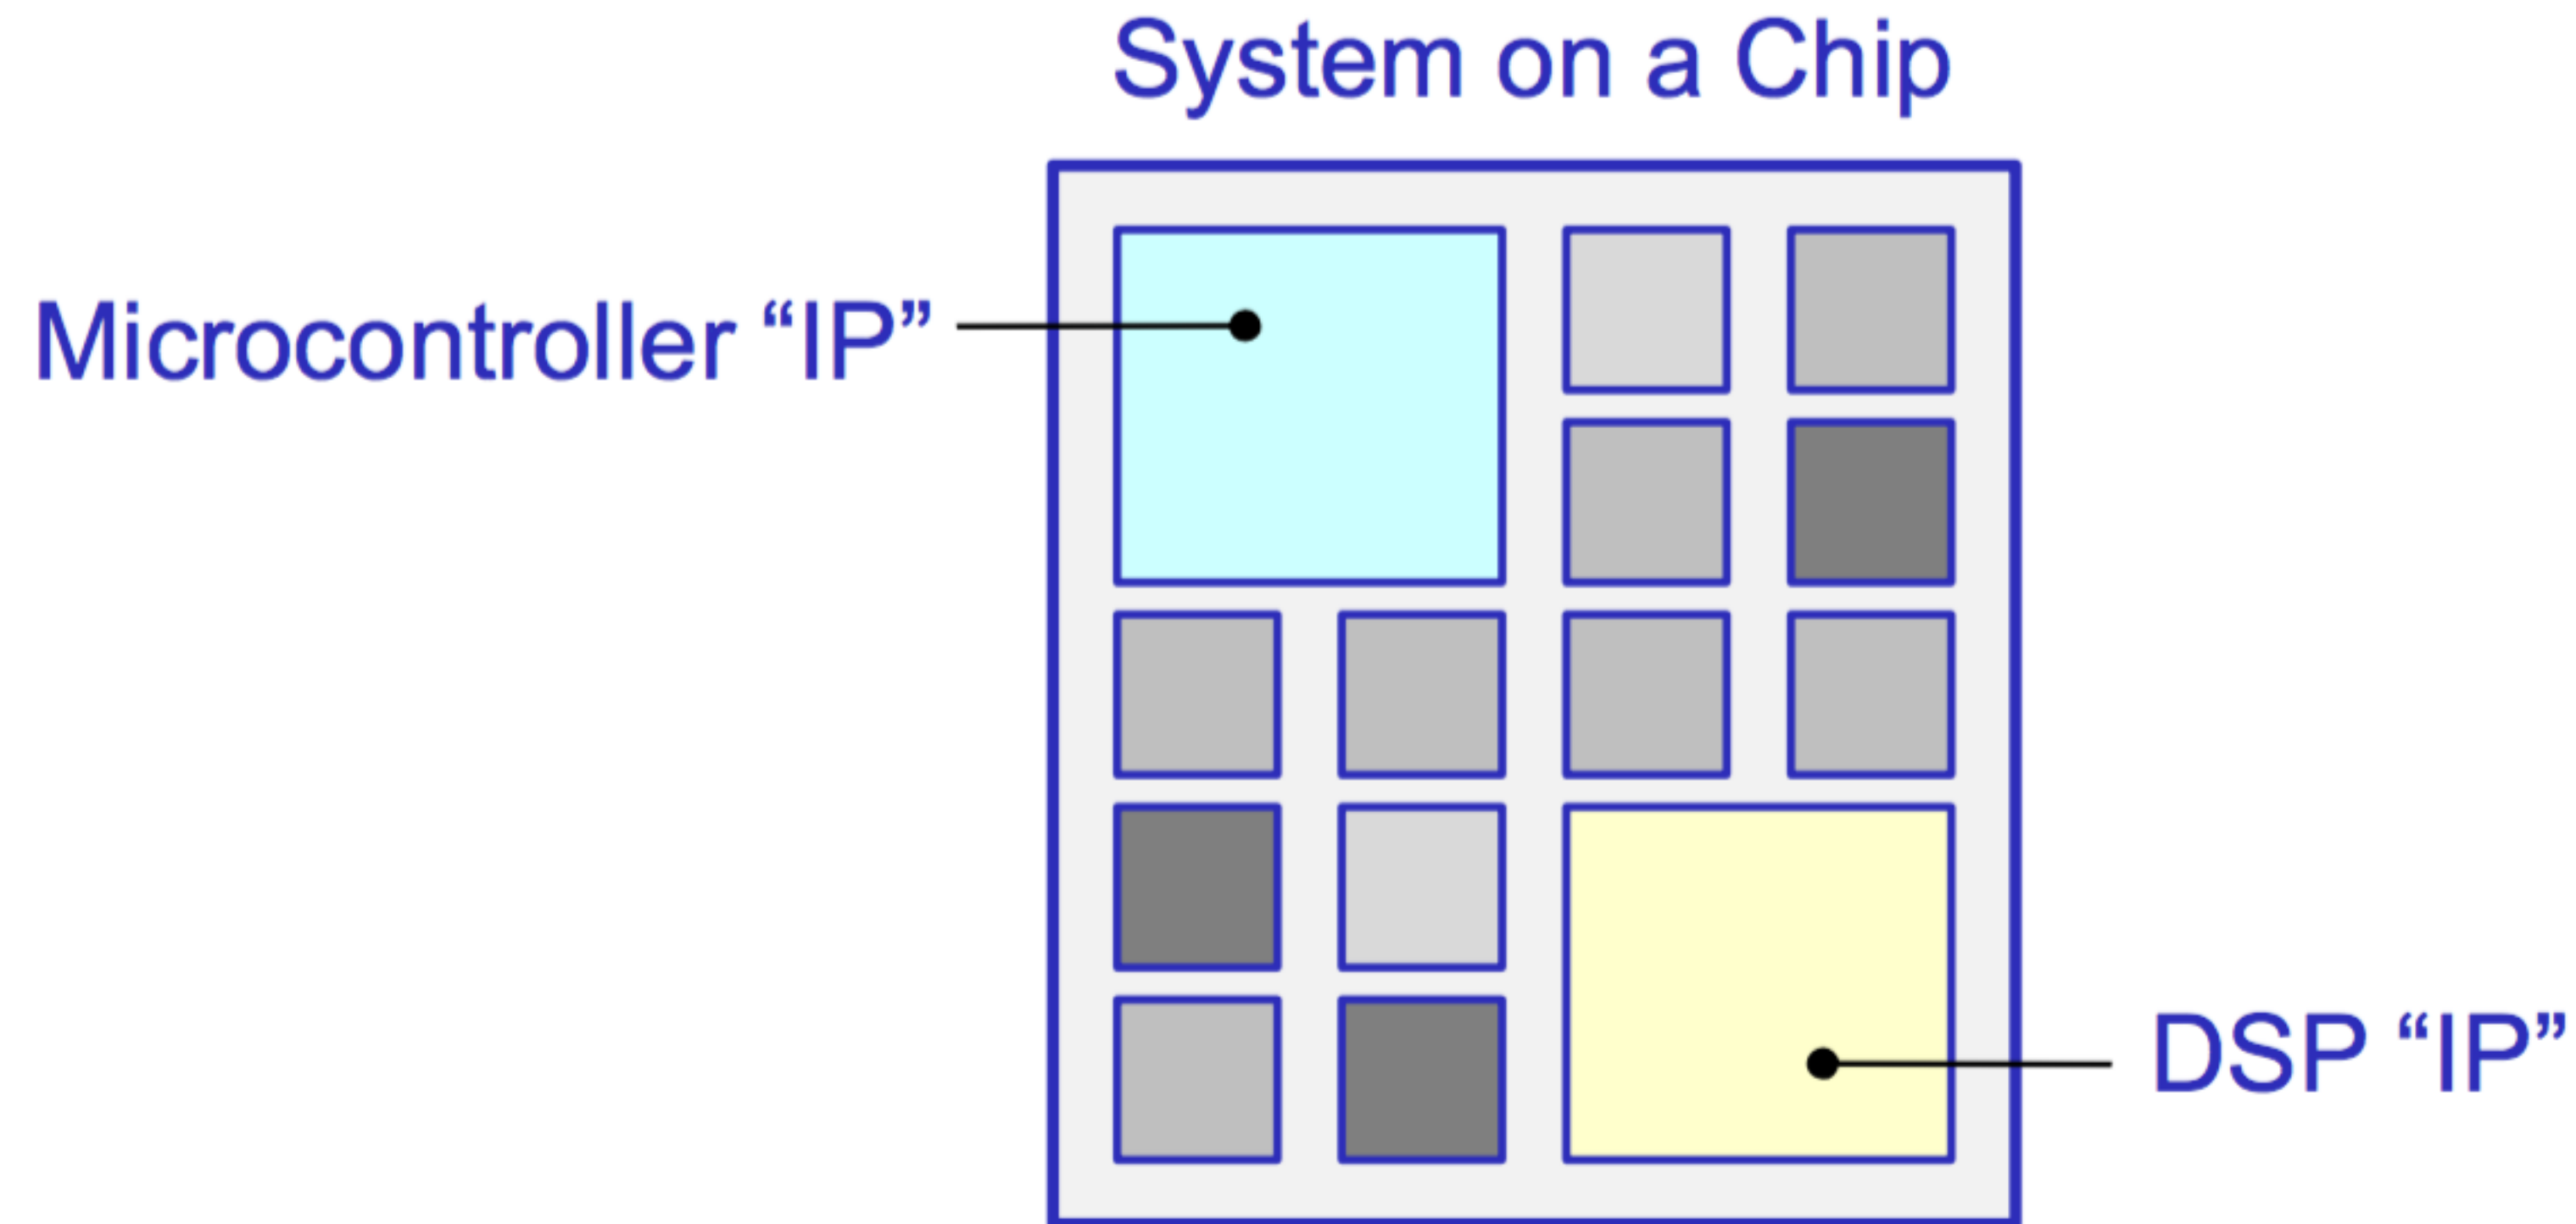 System on a Chip
Microcontroller “IP”
DSP “IP”